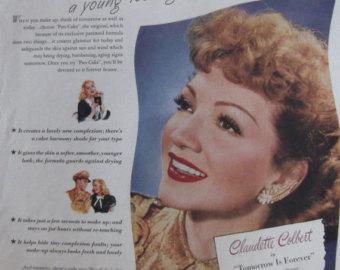 a young
WHEN you make up, think of tomorrow as well as
today...choose "Pan-Cake", the original, which
because of its exclusive patented formula
does two things...it creates glamour for today and
safeguards the skin against sun and wind which
may bring drying, hardening, aging signs
tomorrow. Once you try "Pan-Cake", you'll be
devoted to it forever
★ It creates a lovely new complexion; there's
a color harmony shade for your type
★ It gives the skin a softer, smoother, younger
look; the formula guards against drying
★ It takes just a few seconds to make-up; and
stays on for hours without re-touching
★ It helps hide tiny complexion faults; your
make-up always looks fresh and lovely
Claudette Colbert
in
"Tomorrow Is Forever"